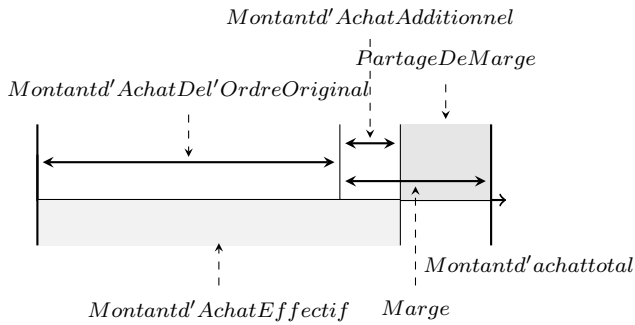 Montantd'AchatAdditionnel
PartageDeMarge
Montantd'AchatDel'OrdreOriginal
Montantd'achattotal
Montantd'AchatEffectif
Marge